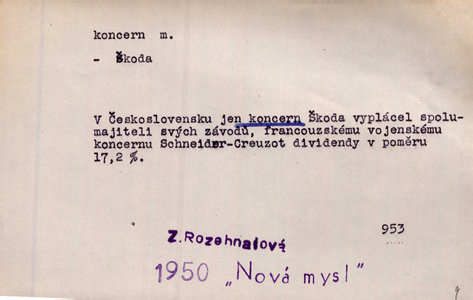 koncern m.
- Škoda
V Československu jen koncern Škoda vyplácel spolu-
majiteli svých závodů, francouzskému vojenskému
koncernu Schneider-Creuzot dividendy v poměru
17,2 %.
953
Z. Rozehnalová
1950 „Nová mysl"